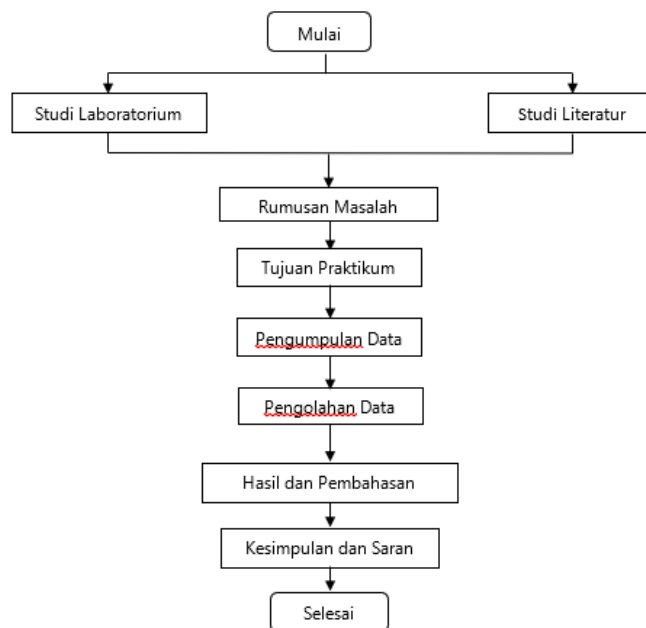 Mulai
Studi Laboratorium
Studi Literatur
Rumusan Masalah
Tujuan Praktikum
Pengumpulan Data
Pengolahan Data
Hasil dan Pembahasan
Kesimpulan dan Saran
Selesai